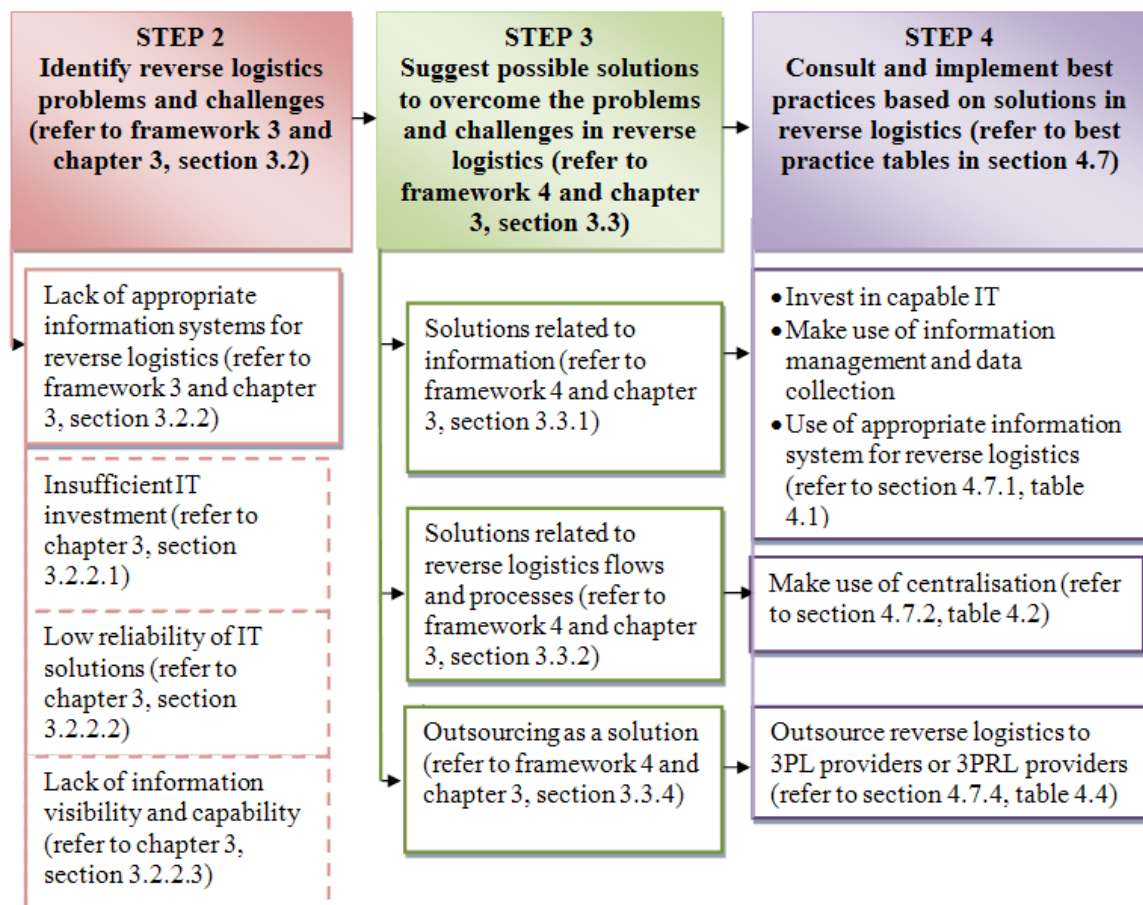 STEP 2
Identify reverse logistics
problems and challenges
(refer to framework 3 and
chapter 3, section 3.2)
STEP 3
Suggest possible solutions
to overcome the problems
and challenges in reverse
logistics (refer to
framework 4 and chapter
3, section 3.3)
STEP 4
Consult and implement best
practices based on solutions in
reverse logistics (refer to best
practice tables in section 4.7)
Lack of appropriate
information systems for
reverse logistics (refer to
framework 3 and chapter
3, section 3.2.2)
Insufficient IT
investment (refer to
chapter 3, section
3.2.2.1)
Low reliability of IT
solutions (refer to
chapter 3, section
3.2.2.2)
Lack of information
visibility and capability
(refer to chapter 3,
section 3.2.2.3)
Solutions related to
information (refer to
framework 4 and chapter
3, section 3.3.1)
Solutions related to
reverse logistics flows
and processes (refer to
framework 4 and chapter
3, section 3.3.2)
Outsourcing as a solution
(refer to framework 4 and
chapter 3, section 3.3.4)
• Invest in capable IT
• Make use of information
management and data
collection
• Use of appropriate information
system for reverse logistics
(refer to section 4.7.1, table
4.1)
Make use of centralisation (refer
to section 4.7.2, table 4.2)
Outsource reverse logistics to
3PL providers or 3PRL providers
(refer to section 4.7.4, table 4.4)